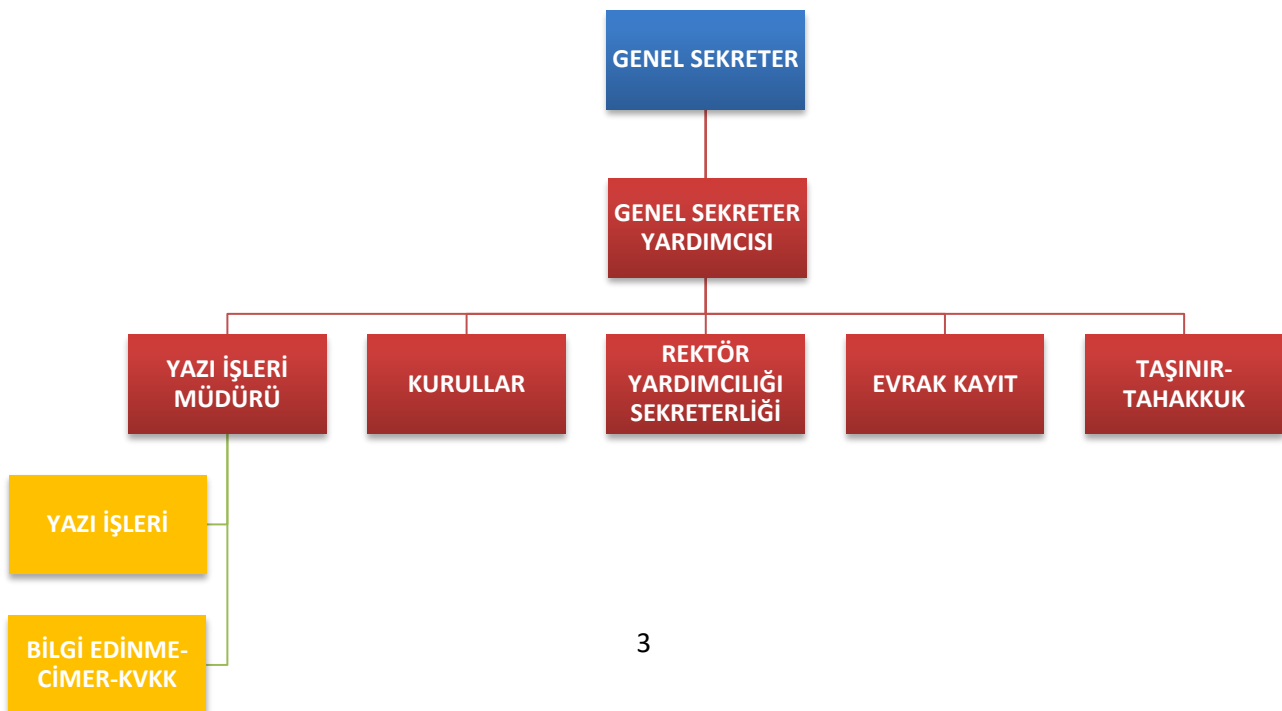 GENEL SEKRETER
GENEL SEKRETER
YARDIMCISI
YAZI İŞLERİ
MÜDÜRÜ
KURULLAR
REKTÖR
YARDIMCILIĞI
SEKRETERLİĞİ
EVRAK KAYIT
TAŞINIR-
TAHAKKUK
YAZI İŞLERİ
BİLGİ EDİNME-
CİMER-KVKK
3